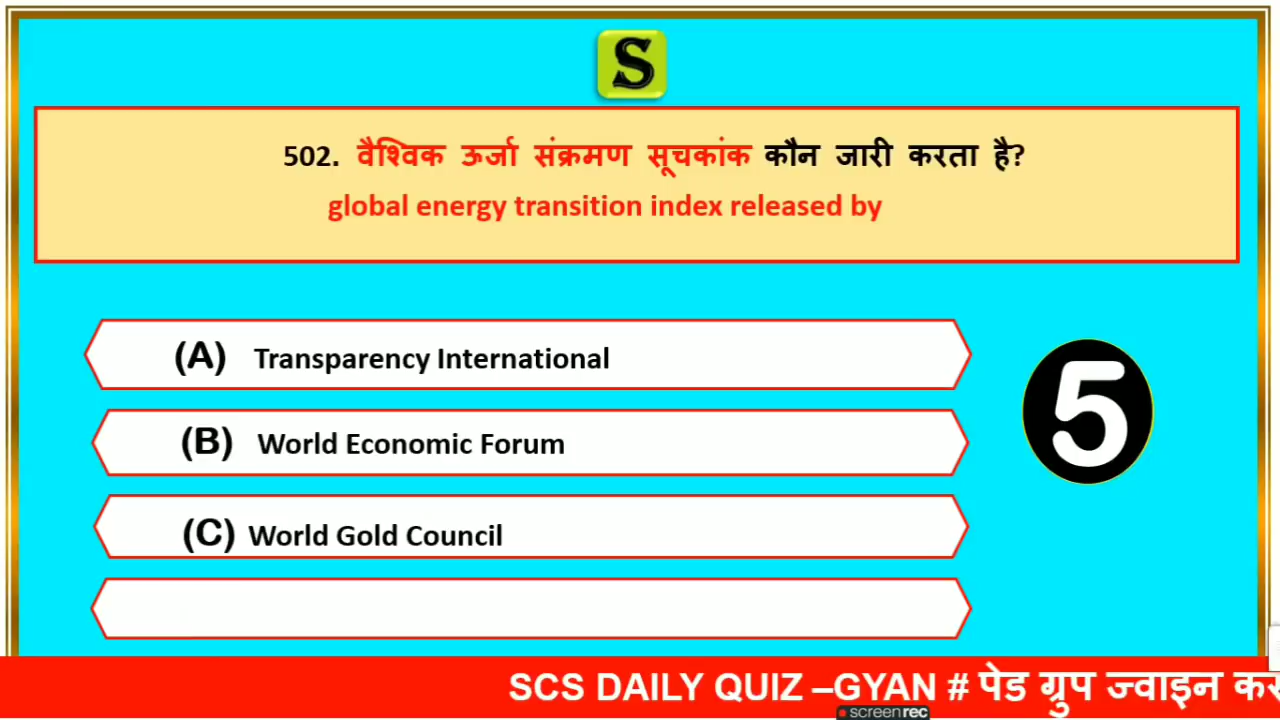 S
502. वैश्विक ऊर्जा संक्रमण सूचकांक कौन जारी करता है?
global energy transition index released by
(A) Transparency International
(B) World Economic Forum
5
(C) World Gold Council
SCS DAILY QUIZ –GYAN # पेड ग्रुप ज्वाइन
screenrec